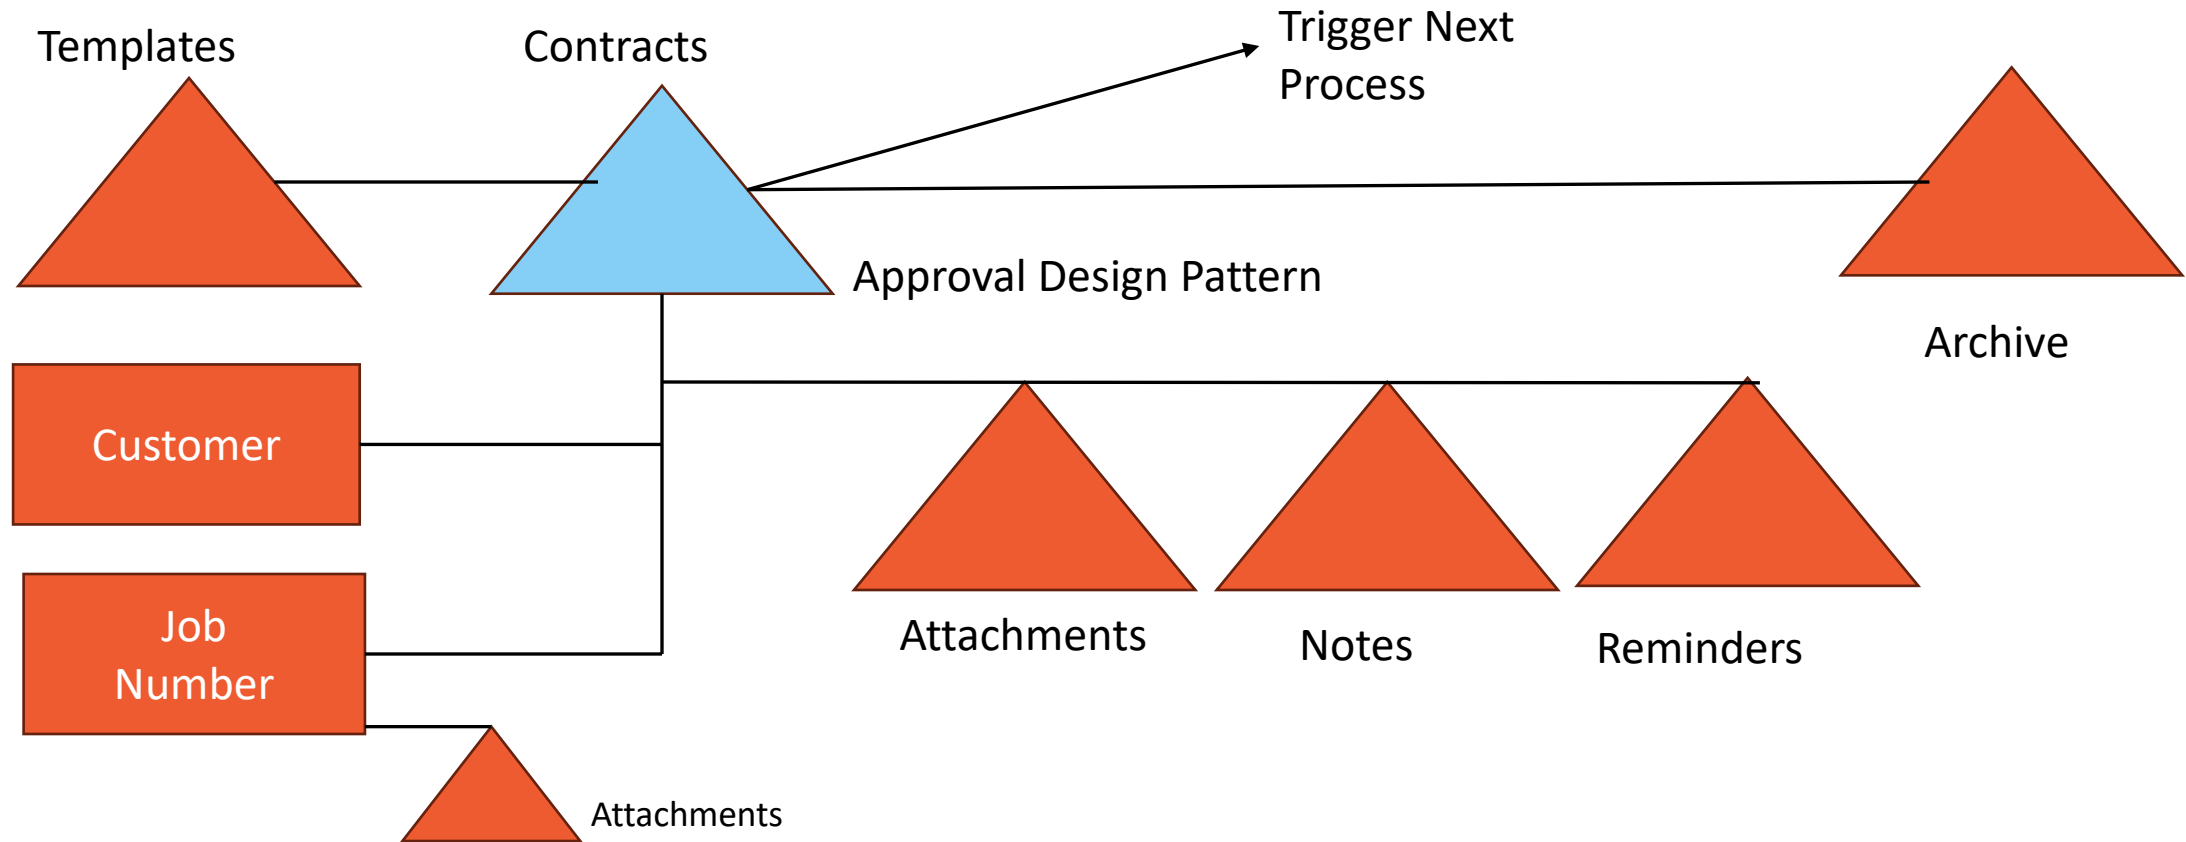 Templates
Contracts
Trigger Next
Process
Approval Design Pattern
Archive
Customer
Job
Number
Attachments
Notes
Reminders
Attachments